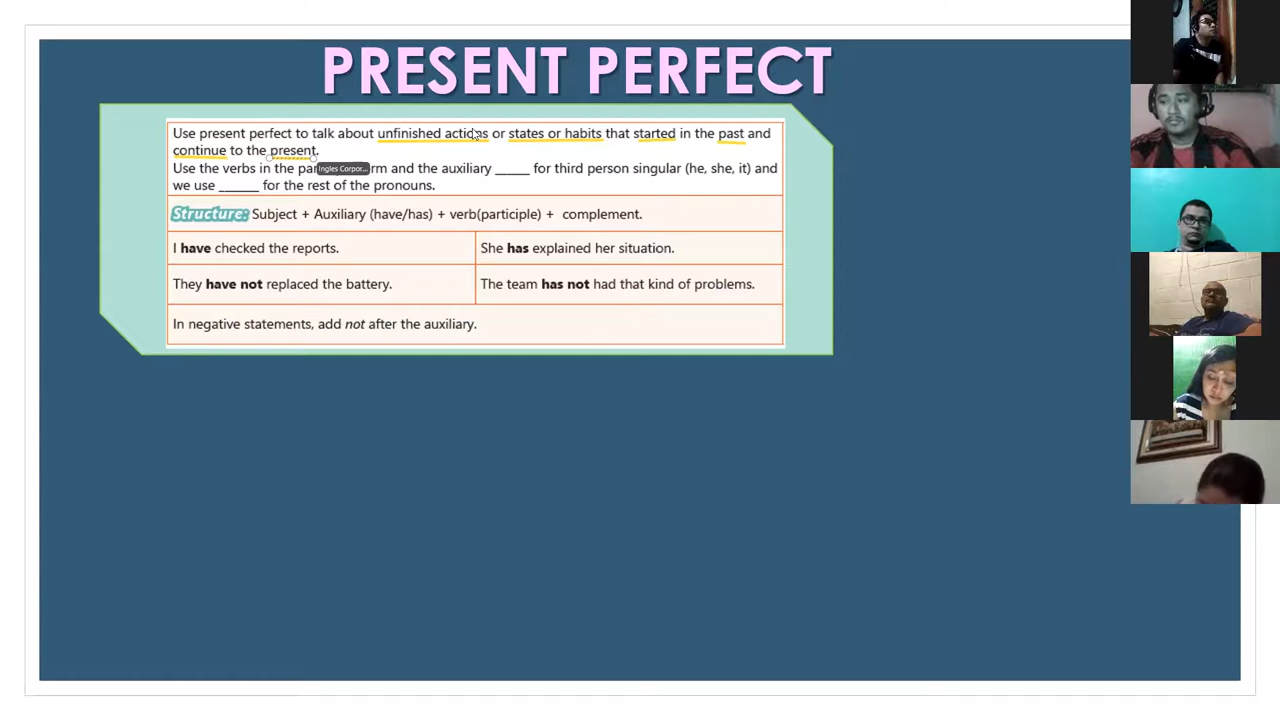 PRESENT PERFECT
Use present perfect to talk about unfinished actions or states or habits that started in the past and
continue to the present.
Use the verbs in the par Ingles Corpor... rm and the auxiliary _____ for third person singular (he, she, it) and
we use ______ for the rest of the pronouns.
Structure: Subject + Auxiliary (have/has) + verb(participle) + complement.
I have checked the reports.
She has explained her situation.
They have not replaced the battery.
The team has not had that kind of problems.
In negative statements, add not after the auxiliary.